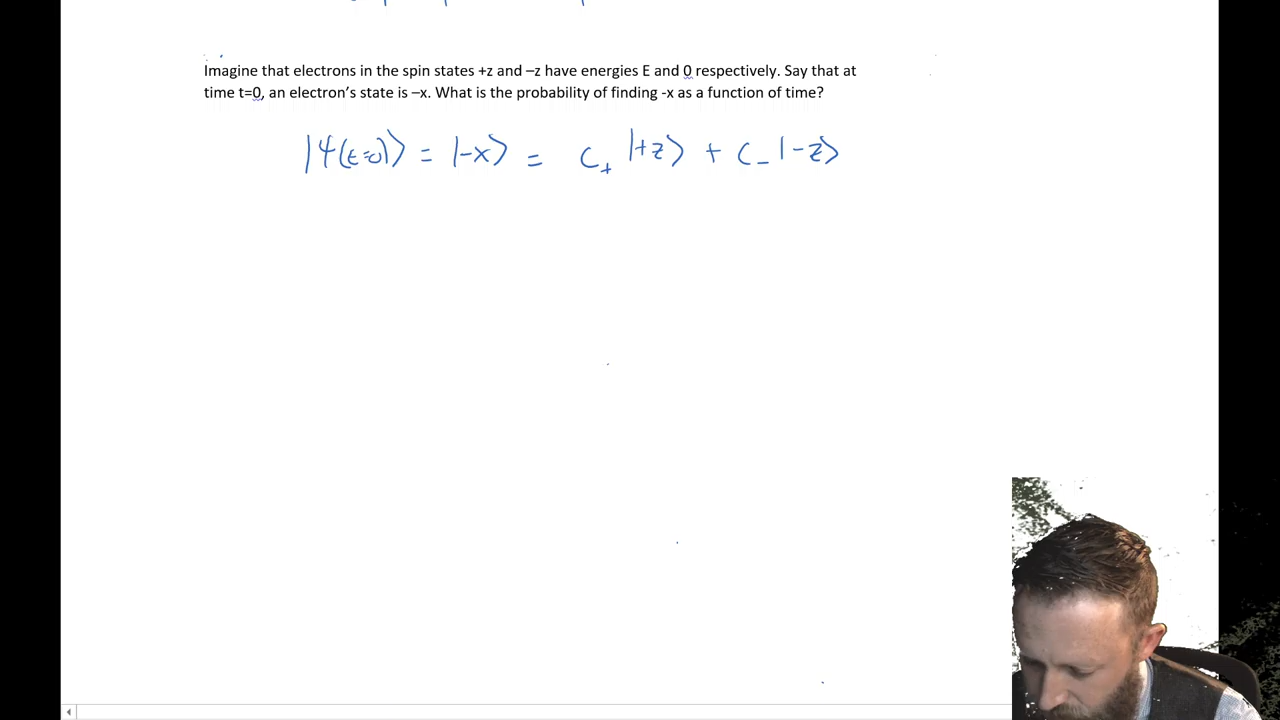 Imagine that electrons in the spin states +z and –z have energies E and 0 respectively. Say that at
time t=0, an electron's state is –x. What is the probability of finding -x as a function of time?
|ψ(t=0)⟩ = |-x⟩ = C₊ |+z⟩ + C₋ |-z⟩